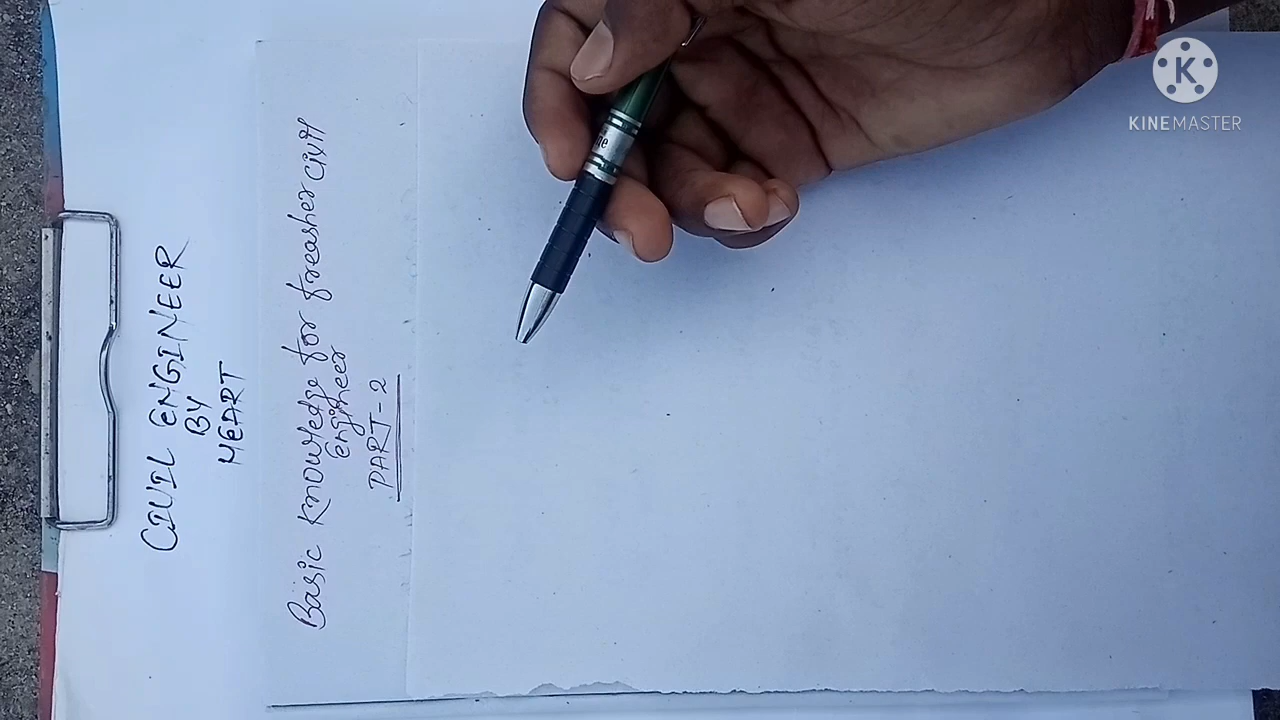 CIVIL ENGINEER
BY
HEART
Basic Knowledge for freasher civil
engineer
PART-2
KINEMASTER